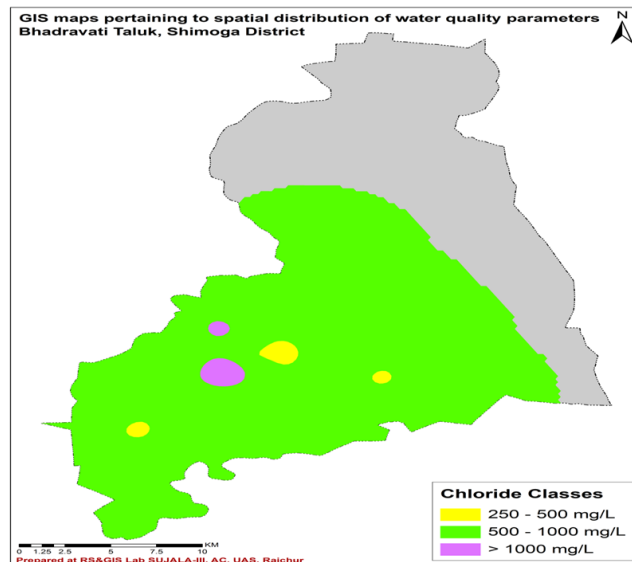 GIS maps pertaining to spatial distribution of water quality parameters
Bhadravati Taluk, Shimoga District
N
Chloride Classes
250 - 500 mg/L
500 - 1000 mg/L
> 1000 mg/L
KM
0 1.25 2.5 5 7.5 10
Prepared at RS&GIS Lab SUJALA-III, AC, UAS, Raichur